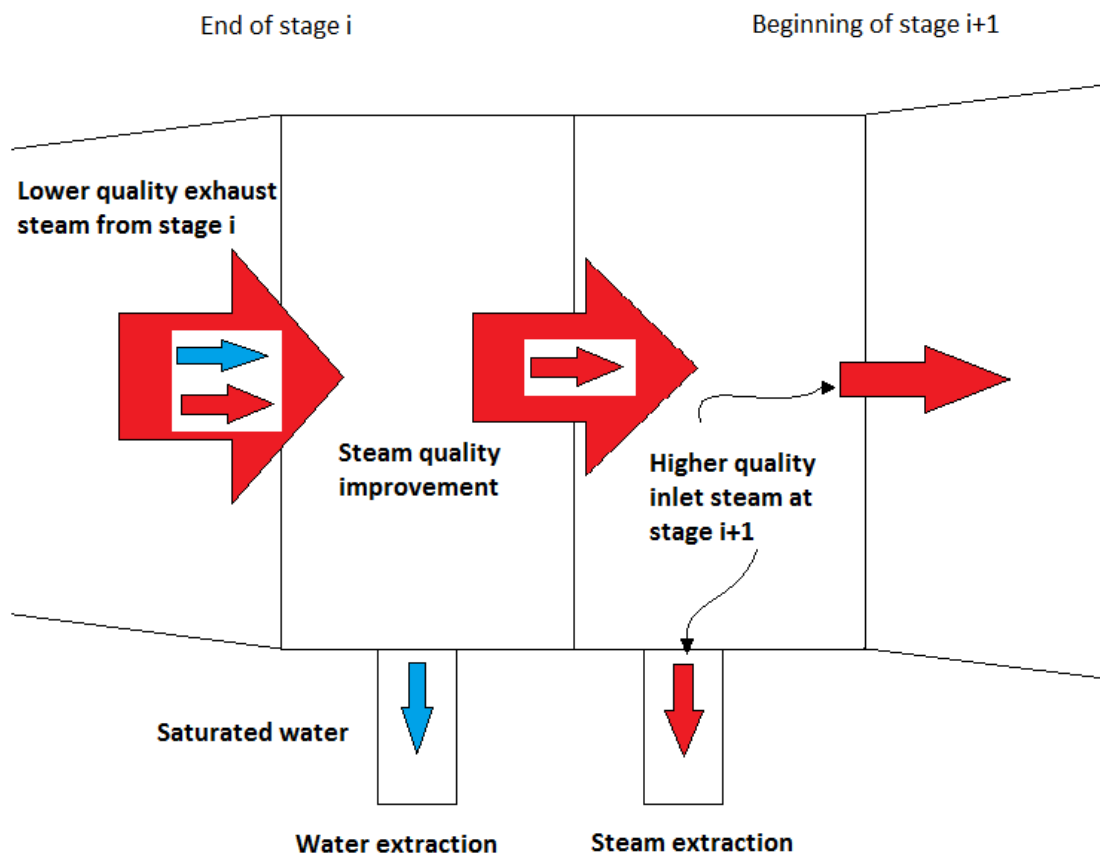 End of stage i
Beginning of stage i+1
Lower quality exhaust
steam from stage i
Steam quality
improvement
Higher quality
inlet steam at
stage i+1
Saturated water
Water extraction
Steam extraction